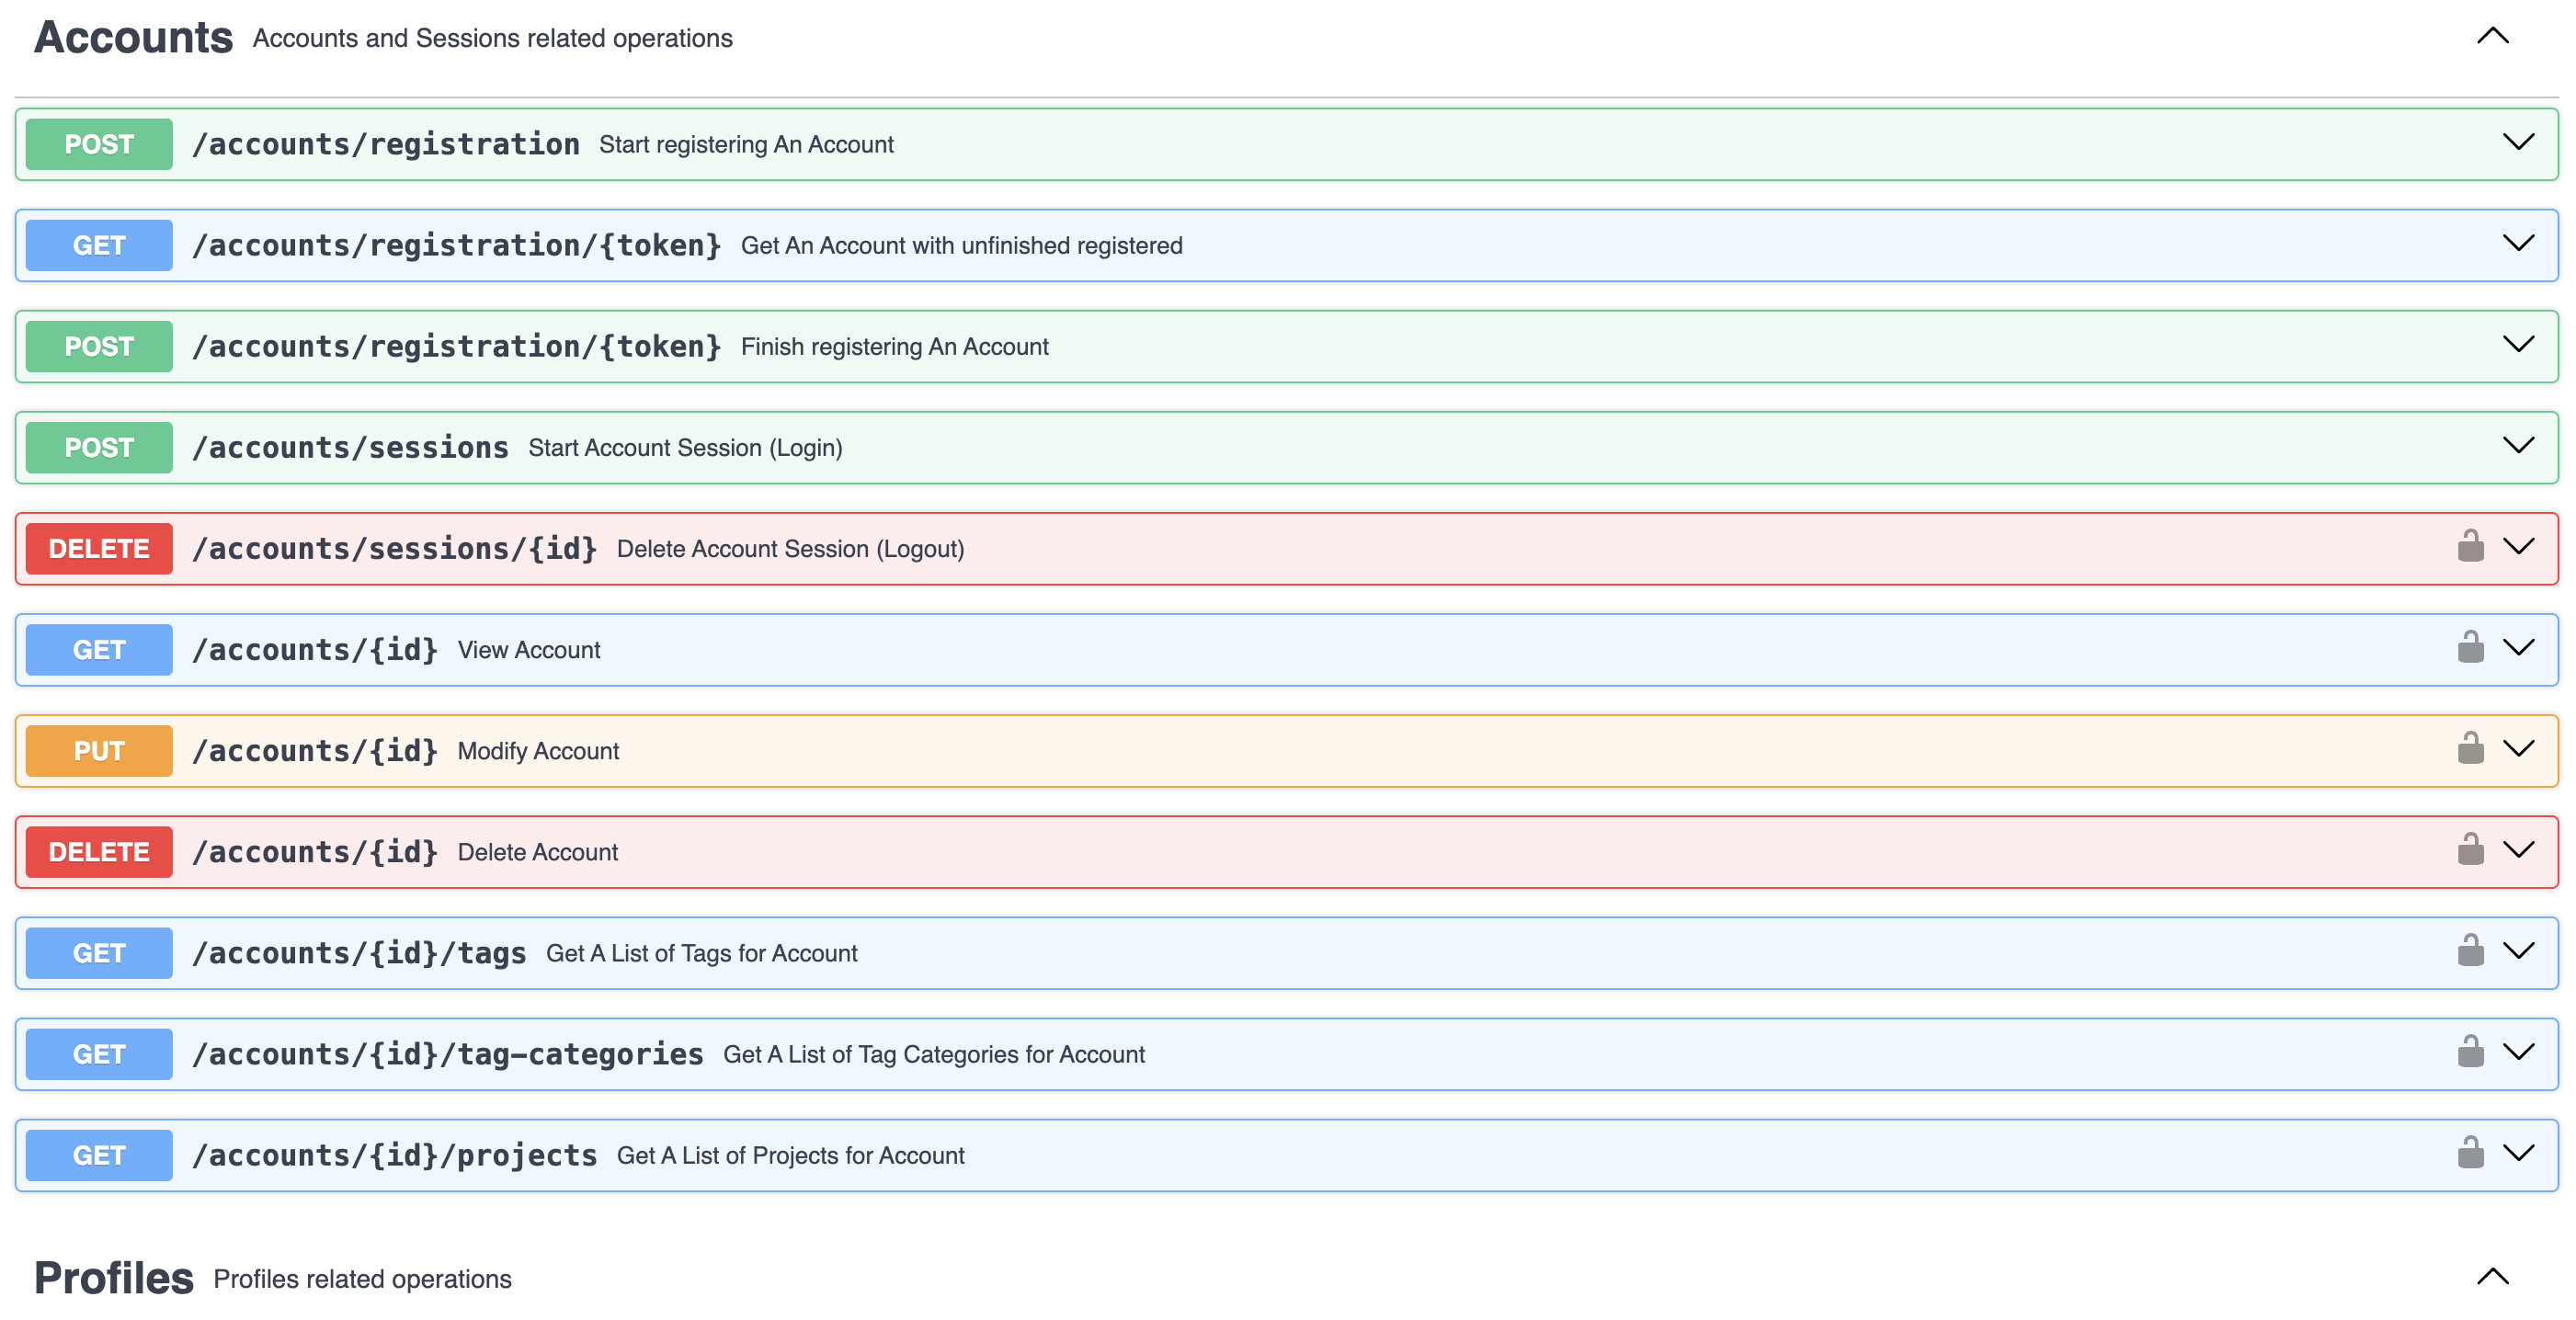 Accounts Accounts and Sessions related operations
POST /accounts/registration Start registering An Account
GET /accounts/registration/{token} Get An Account with unfinished registered
POST /accounts/registration/{token} Finish registering An Account
POST /accounts/sessions Start Account Session (Login)
DELETE /accounts/sessions/{id} Delete Account Session (Logout)
GET /accounts/{id} View Account
PUT /accounts/{id} Modify Account
DELETE /accounts/{id} Delete Account
GET /accounts/{id}/tags Get A List of Tags for Account
GET /accounts/{id}/tag-categories Get A List of Tag Categories for Account
GET /accounts/{id}/projects Get A List of Projects for Account
Profiles Profiles related operations